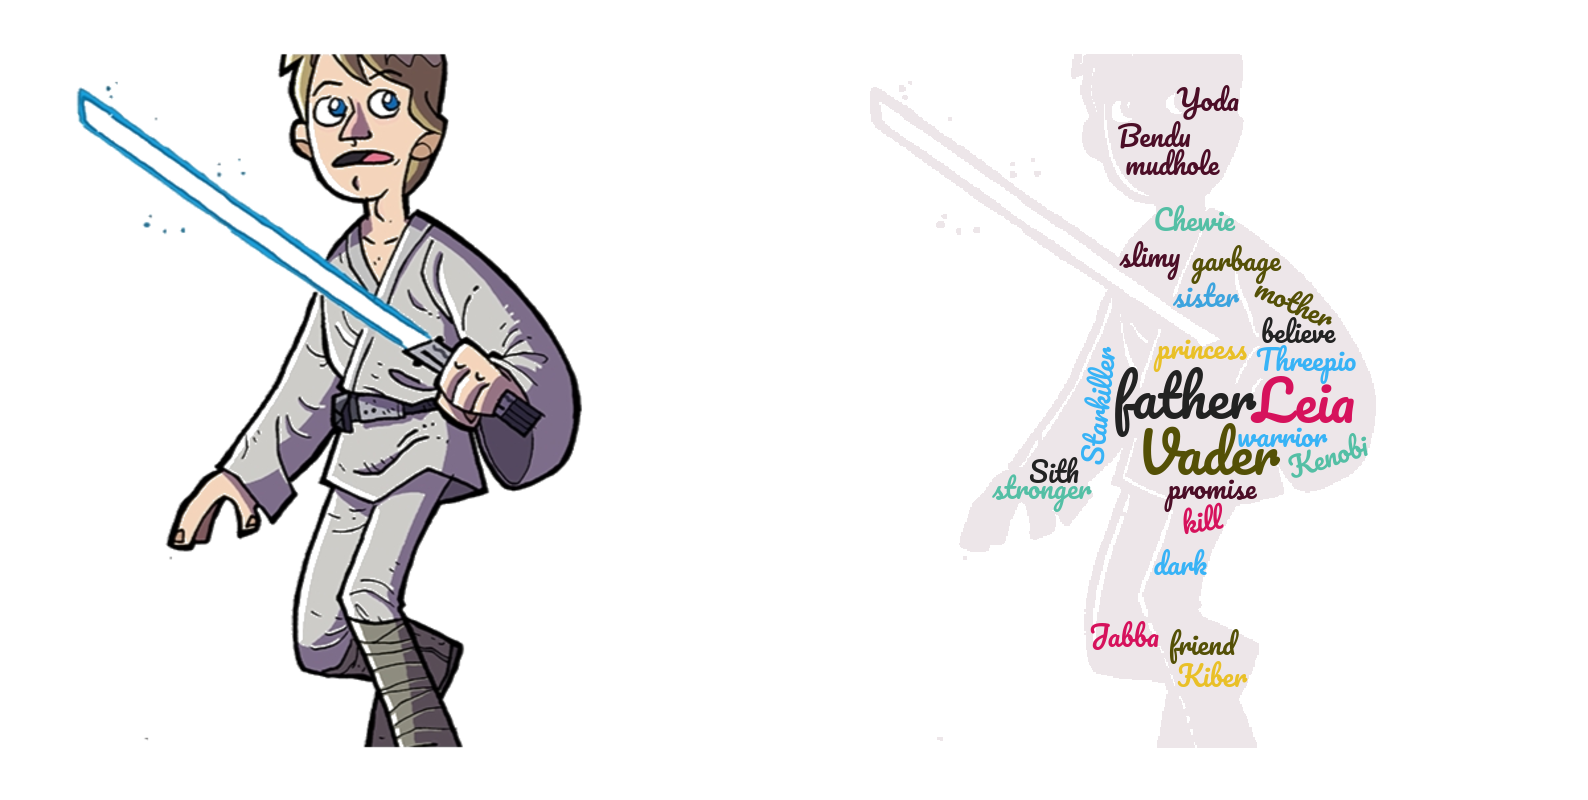 Yoda
Bendu
mudhole
Chewie
slimy garbage
sister mother
believe
princess Threepio
Starkiller father Leia
Vader warrior Kenobi
Sith
stronger promise
kill
dark
Jabba friend
Kiber